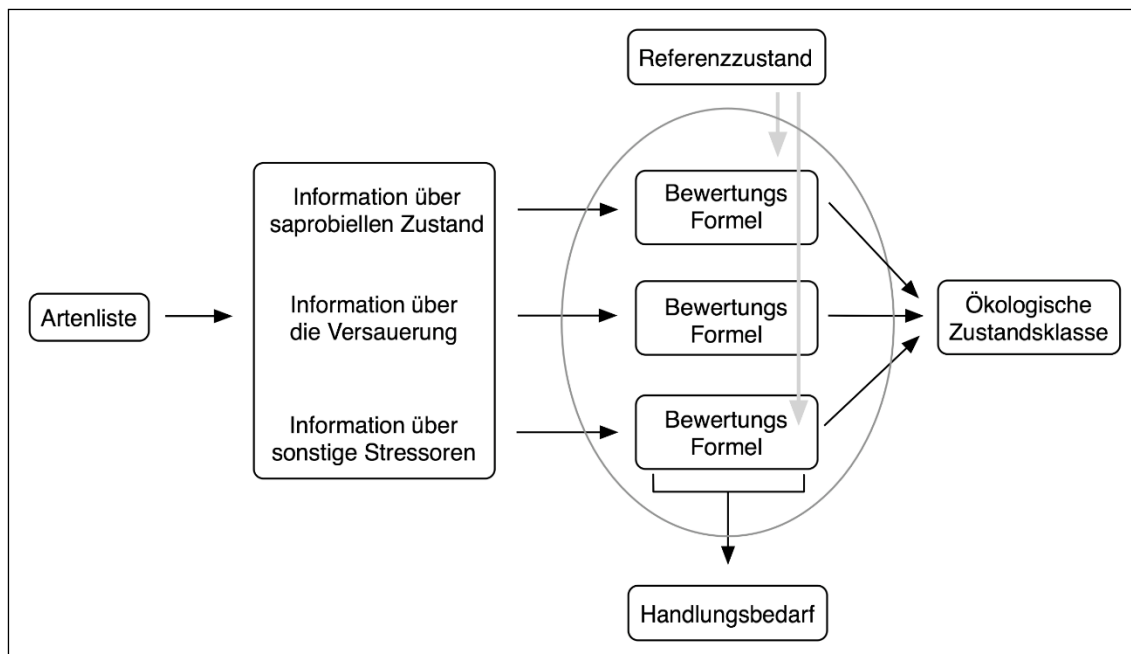 Referenzzustand
Information über
saprobiellen Zustand
Bewertungs
Formel
Artenliste
Information über
die Versauerung
Bewertungs
Formel
Ökologische
Zustandsklasse
Information über
sonstige Stressoren
Bewertungs
Formel
Handlungsbedarf